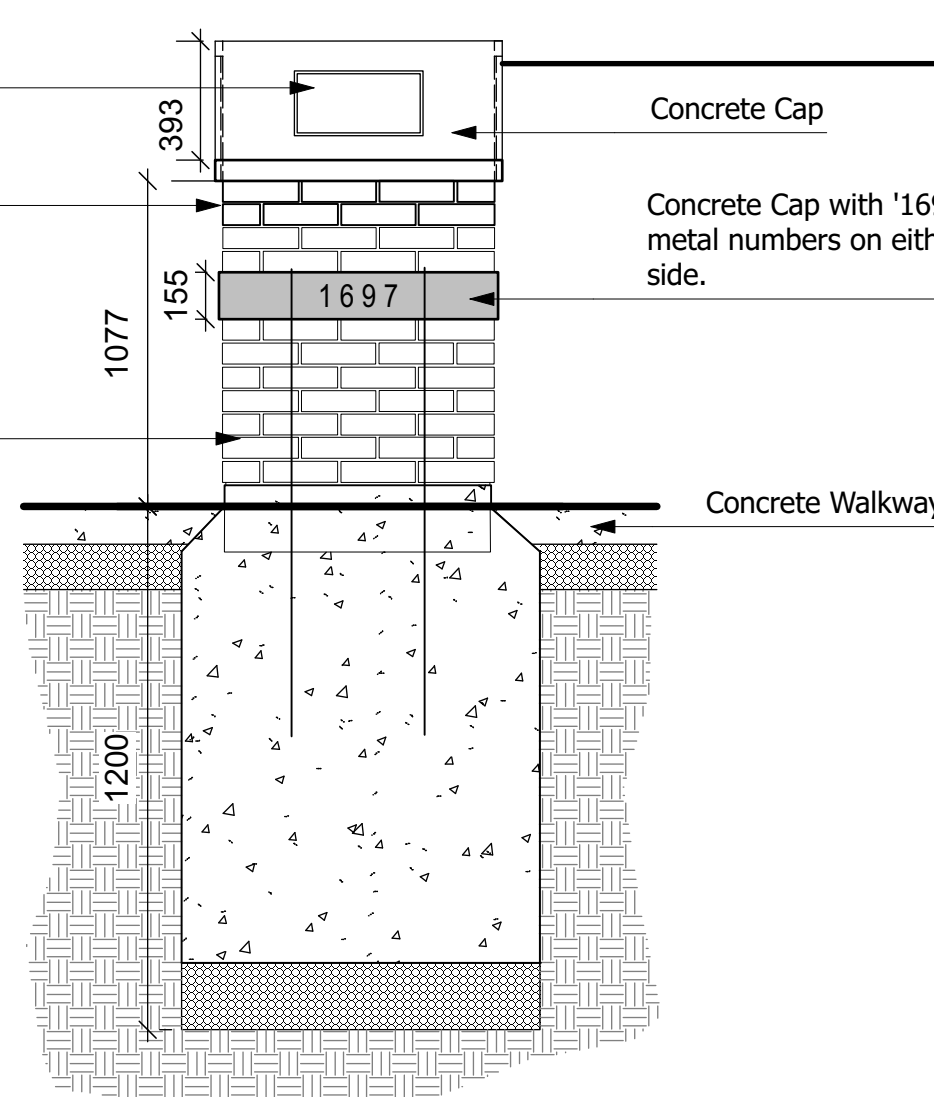 393
Concrete Cap
Concrete Cap with '169
metal numbers on eith
side.
155
1697
1077
Concrete Walkway
1200